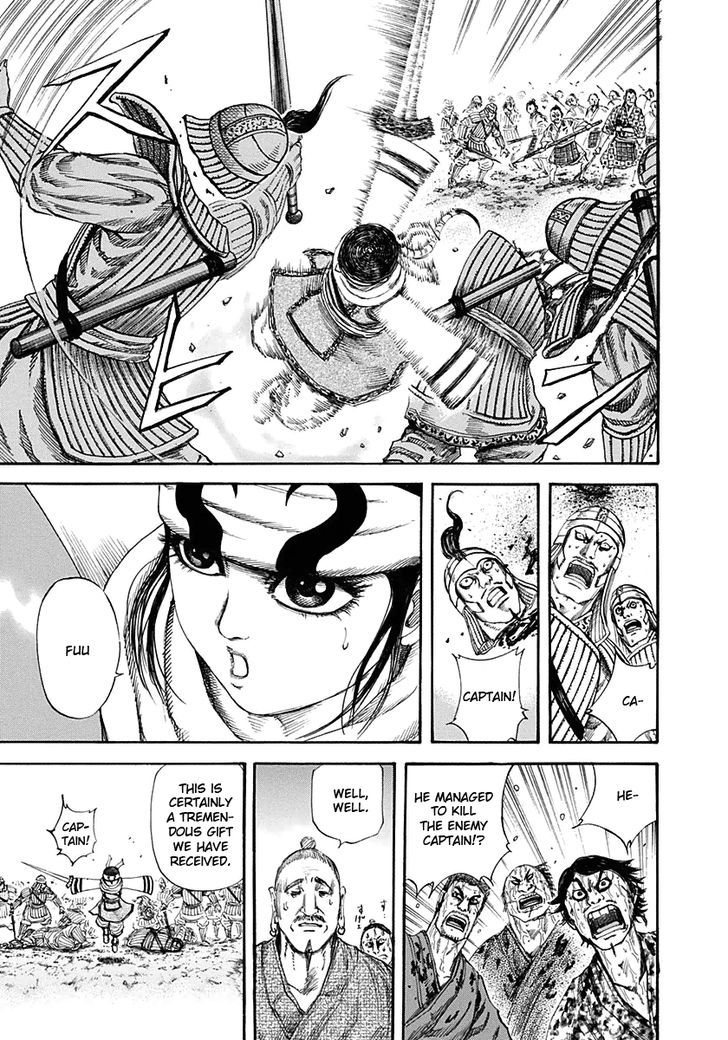 CA-
CAPTAIN!
FUU
HE-
HE MANAGED TO
TO KILL
THE ENEMY
CAPTAIN!?
WELL,
WELL.
THIS IS
CERTAINLY
A TREMEN-
DOUS GIFT
WE HAVE
RECEIVED.
CAP-
TAIN!